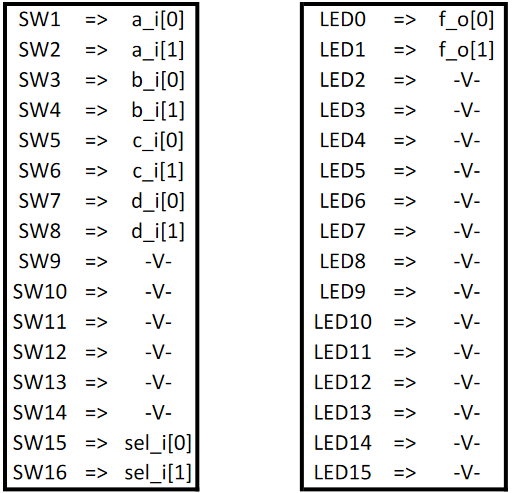 SW1 => a_i[0] LED0 => f_o[0]
SW2 => a_i[1] LED1 => f_o[1]
SW3 => b_i[0] LED2 => -V-
SW4 => b_i[1] LED3 => -V-
SW5 => c_i[0] LED4 => -V-
SW6 => c_i[1] LED5 => -V-
SW7 => d_i[0] LED6 => -V-
SW8 => d_i[1] LED7 => -V-
SW9 => -V- LED8 => -V-
SW10 => -V- LED9 => -V-
SW11 => -V- LED10 => -V-
SW12 => -V- LED11 => -V-
SW13 => -V- LED12 => -V-
SW14 => -V- LED13 => -V-
SW15 => sel_i[0] LED14 => -V-
SW16 => sel_i[1] LED15 => -V-